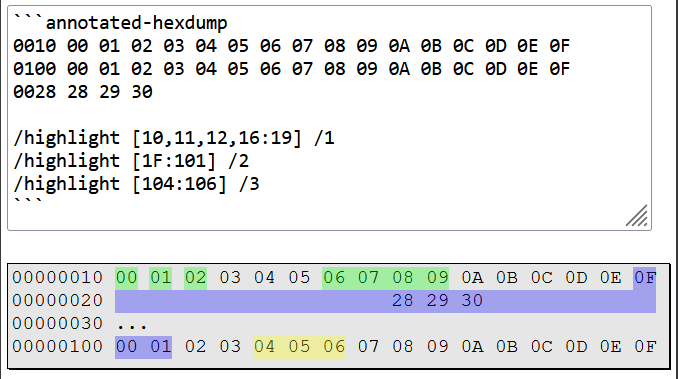 ```annotated-hexdump
0010 00 01 02 03 04 05 06 07 08 09 0A 0B 0C 0D 0E 0F
0100 00 01 02 03 04 05 06 07 08 09 0A 0B 0C 0D 0E 0F
0028 28 29 30
/highlight [10,11,12,16:19] /1
/highlight [1F:101] /2
/highlight [104:106] /3
```
00000010 00 01 02 03 04 05 06 07 08 09 0A 0B 0C 0D 0E 0F
00000020 28 29 30
00000030 ...
00000100 00 01 02 03 04 05 06 07 08 09 0A 0B 0C 0D 0E 0F